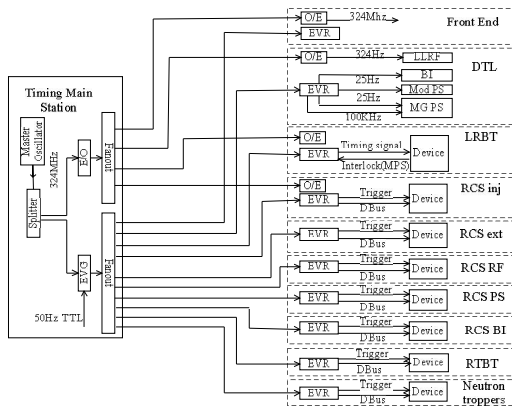 Timing Main
Station
Master
Oscillator
Splitter
324MHz
E/O
EVG
50Hz TTL
Fanout
Fanout
O/E
324Mhz
EVR
Front End
O/E
324Hz
LLRF
DTL
25Hz
BI
EVR
Mod PS
25Hz
MG PS
100KHz
LRBT
O/E
Timing signal
EVR
Device
Interlock(MPS)
O/E
RCS inj
EVR
Trigger
Device
DBus
RCS ext
Trigger
EVR
Device
DBus
RCS RF
Trigger
EVR
Device
DBus
RCS PS
Trigger
EVR
Device
DBus
RCS BI
Trigger
EVR
Device
DBus
RTBT
Trigger
EVR
Device
DBus
Neutron
troppers
Trigger
EVR
Device
DBus